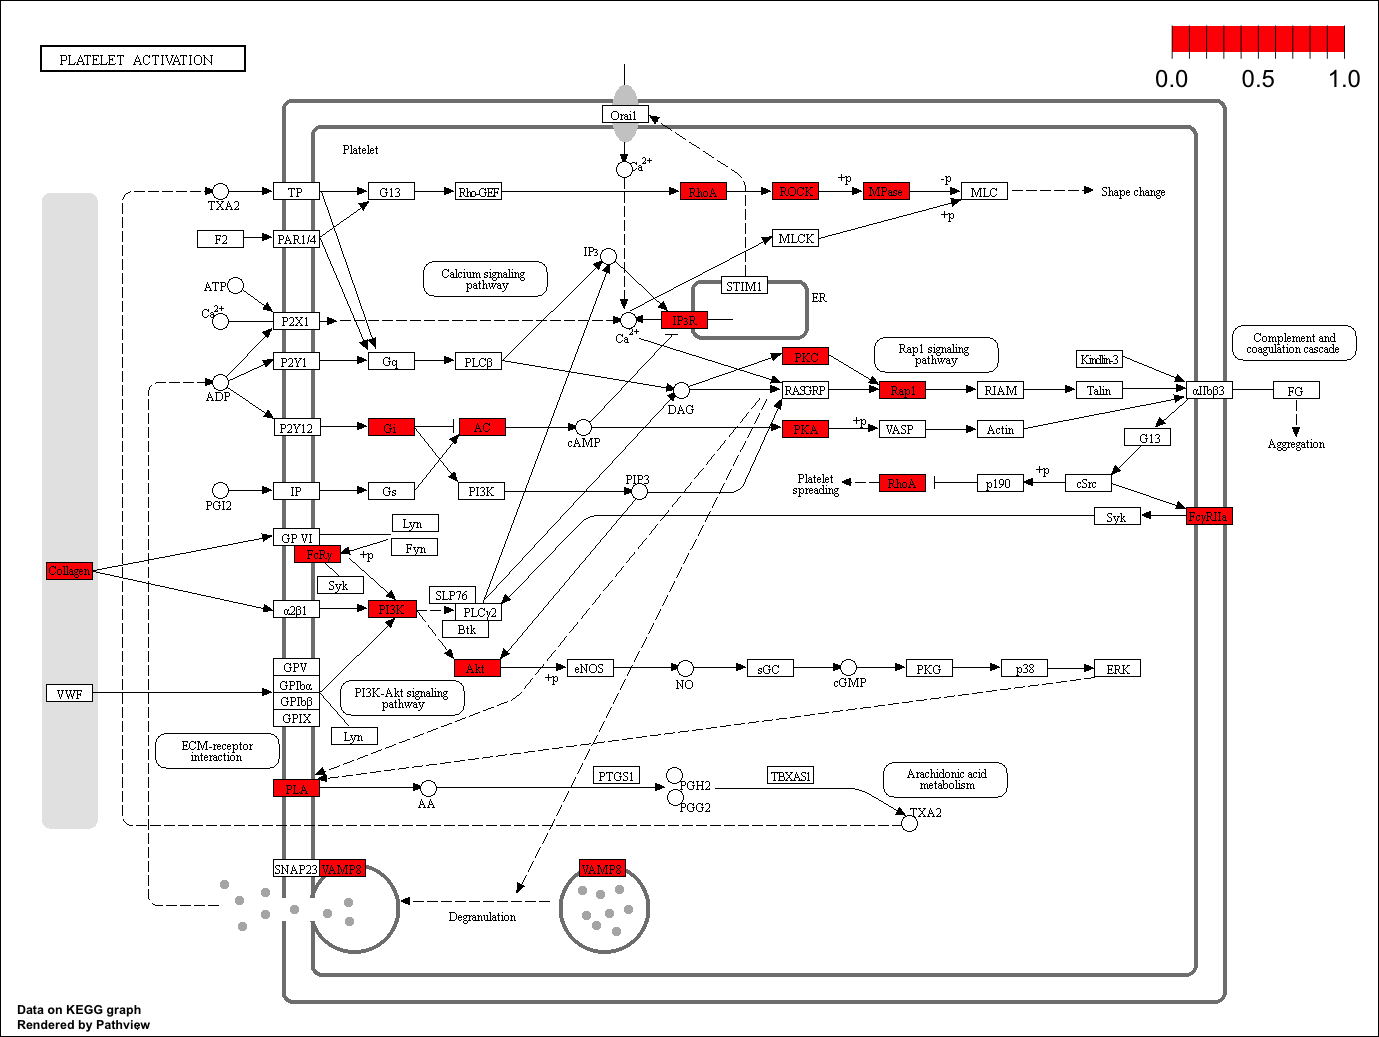 PLATELET ACTIVATION
0.0 0.5 1.0
Orai1
Platelet
Ca2+
TXA2
TP
G13
Rho-GEF
RhoA
ROCK
+p
MPase
-p
MLC
Shape change
F2
PAR1/4
+p
MLCK
IP3
Calcium signaling
pathway
ATP
STIM1
ER
Ca2+
P2X1
Ca2+
IP3R
Complement and
coagulation cascade
P2Y1
Gq
PLCβ
PKC
Rap1 signaling
pathway
Kindlin-3
ADP
DAG
RASGRP
Rap1
RIAM
Talin
αIIbβ3
FG
P2Y12
Gi
AC
cAMP
PKA
+p
VASP
Actin
G13
Aggregation
PGI2
IP
Gs
PI3K
PIP3
Platelet
spreading
RhoA
p190
+p
cSrc
Lyn
Syk
FcγRIIa
GP VI
Fyn
FcRγ
+p
Collagen
Syk
SLP76
α2β1
PI3K
PLCγ2
Btk
GPV
Akt
+p
eNOS
NO
sGC
cGMP
PKG
p38
ERK
VWF
GPIbα
GPIbβ
GPIX
PI3K-Akt signaling
pathway
Lyn
ECM-receptor
interaction
PLA
AA
PTGS1
PGH2
PGG2
TBXAS1
Arachidonic acid
metabolism
TXA2
SNAP23
VAMP8
VAMP8
Degranulation
Data on KEGG graph
Rendered by Pathview